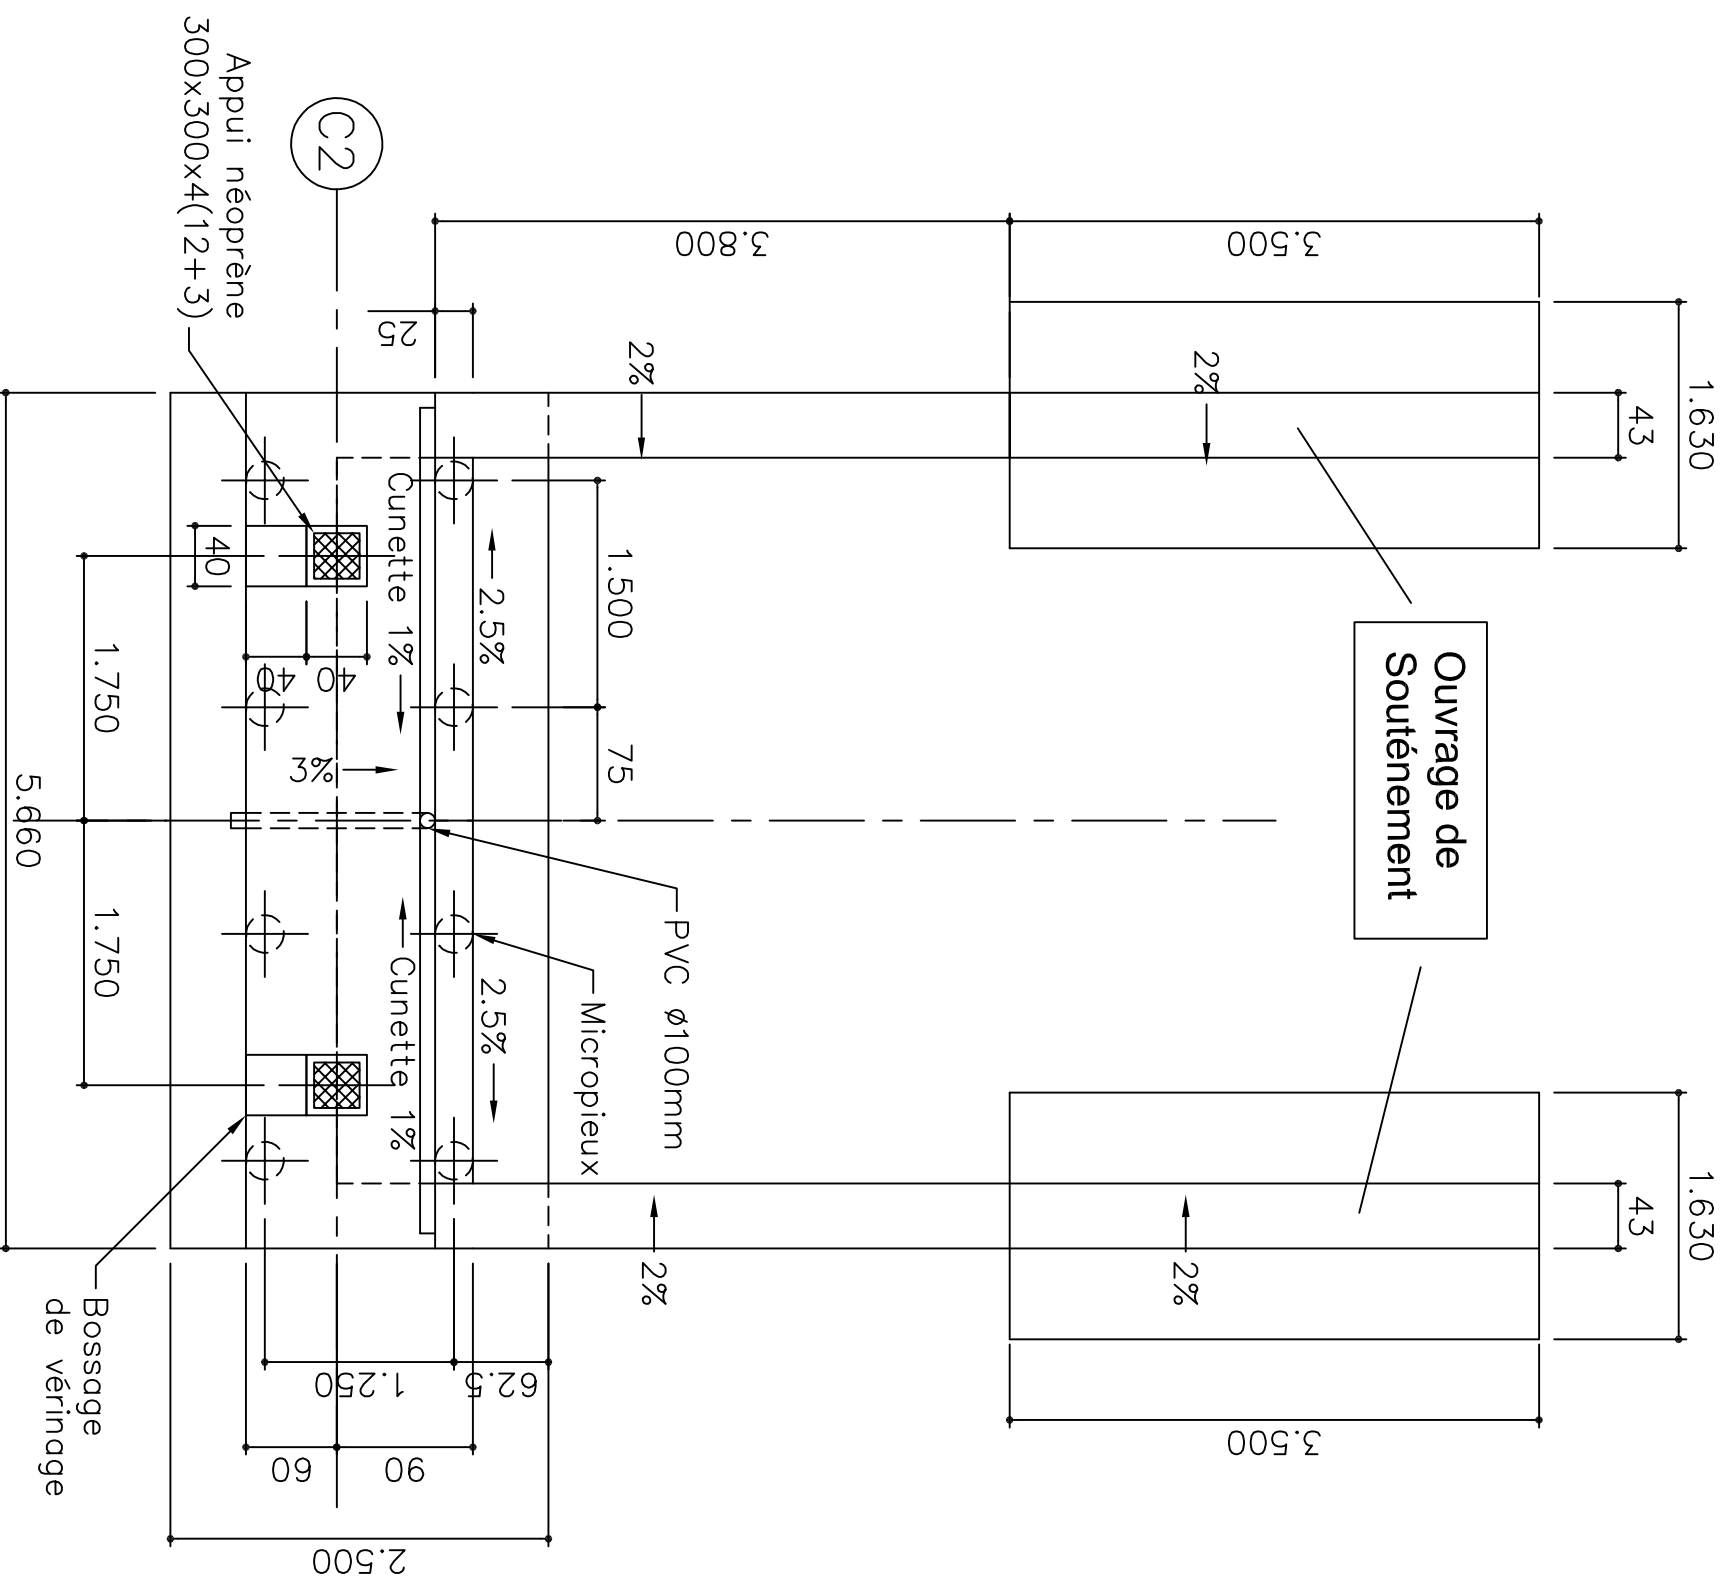 Appui néoprène
300x300x4(12+3)
C2
3.800
3.500
25
2%
2%
1.630
43
Ouvrage de
Souténement
40
40
40
Cunette 1%
2.5%
1.500
75
3%
1.750
1.750
5.660
PVC ø100mm
Micropieux
2.5%
Cunette 1%
2%
2%
43
1.630
Bossage
de vérinage
1.250
62.5
60
90
2.500
3.500